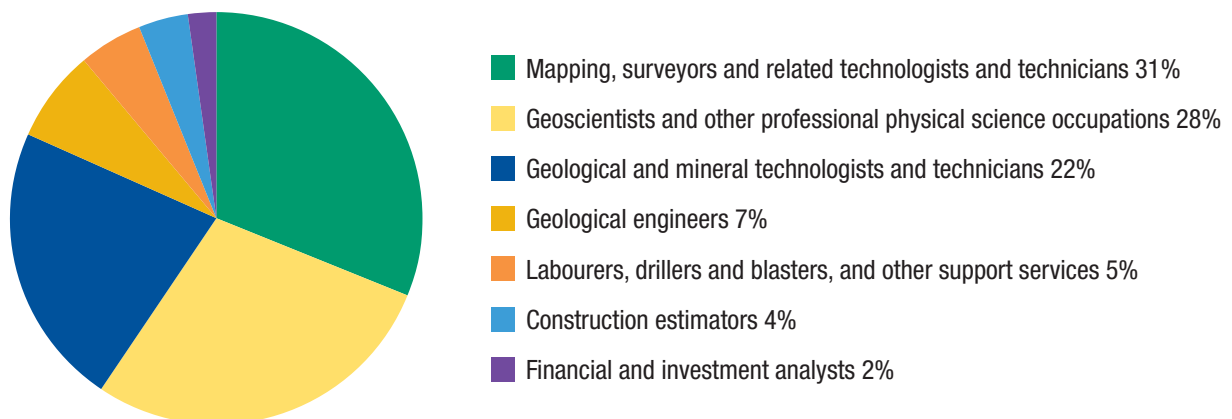 Mapping, surveyors and related technologists and technicians 31%
Geoscientists and other professional physical science occupations 28%
Geological and mineral technologists and technicians 22%
Geological engineers 7%
Labourers, drillers and blasters, and other support services 5%
Construction estimators 4%
Financial and investment analysts 2%